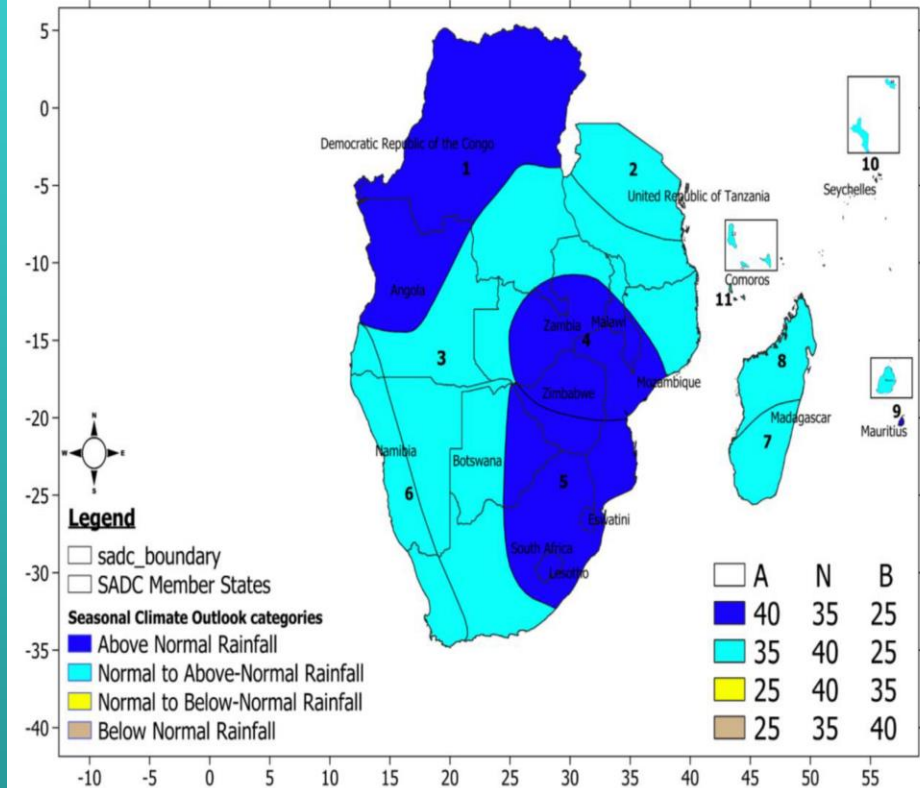 5
0
-5
-10
-15
-20
-25
-30
-35
-40
-10 -5 0 5 10 15 20 25 30 35 40 45 50 55
Democratic Republic of the Congo
1
2
United Republic of Tanzania
10
Seychelles
Comoros
11
Angola
3
Zambia
Malawi
4
Zimbabwe
Mozambique
8
Madagascar
7
9
Mauritius
Namibia
Botswana
6
5
Eswatini
South Africa
Lesotho
N
W E
S
Legend
sadc_boundary
SADC Member States
Seasonal Climate Outlook categories
Above Normal Rainfall
Normal to Above-Normal Rainfall
Normal to Below-Normal Rainfall
Below Normal Rainfall
A N B
40 35 25
35 40 25
25 40 35
25 35 40